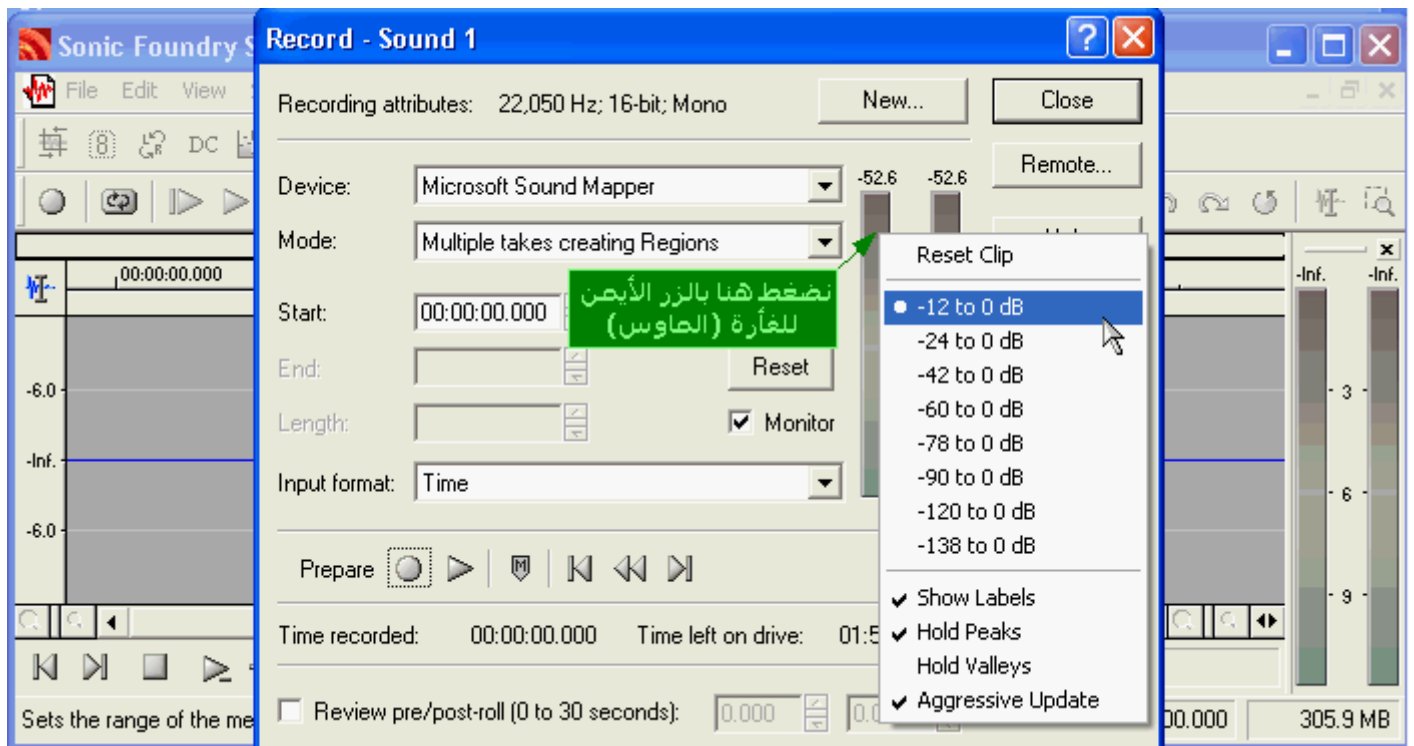 Sonic Foundry S
Record - Sound 1
File Edit View
Recording attributes: 22,050 Hz; 16-bit; Mono
New...
Close
DC
Remote...
Device: Microsoft Sound Mapper
-52.6 -52.6
Mode: Multiple takes creating Regions
نضغط هنا بالزر الأيمن
للفأرة (الماوس)
00:00:00.000
Start: 00:00:00.000
End:
Reset
Length:
Monitor
Input format: Time
Prepare
M
Time recorded: 00:00:00.000 Time left on drive: 01:5
Review pre/post-roll (0 to 30 seconds): 0.000 0.0
Reset Clip
-12 to 0 dB
-24 to 0 dB
-42 to 0 dB
-60 to 0 dB
-78 to 0 dB
-90 to 0 dB
-120 to 0 dB
-138 to 0 dB
Show Labels
Hold Peaks
Hold Valleys
Aggressive Update
-6.0
-Inf.
-6.0
-Inf. -Inf.
3
6
9
Sets the range of the me
00.000
305.9 MB